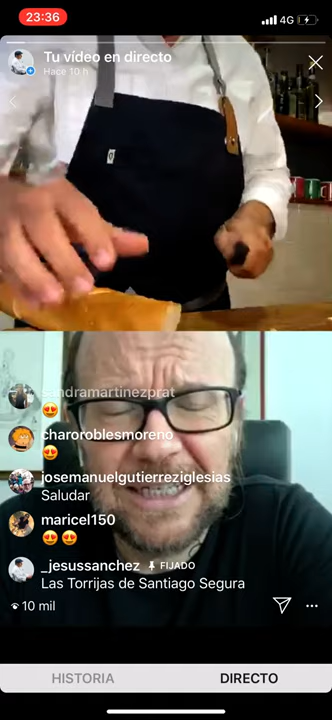 23:36
4G
Tu vídeo en directo
Hace 10 h
sandramartinezprat
😍
charoroblesmoreno
😍
josemanuelgutierreziglesias
Saludar
maricel150
😍 😍
_jesussanchez FIJADO
Las Torrijas de Santiago Segura
10 mil
HISTORIA DIRECTO